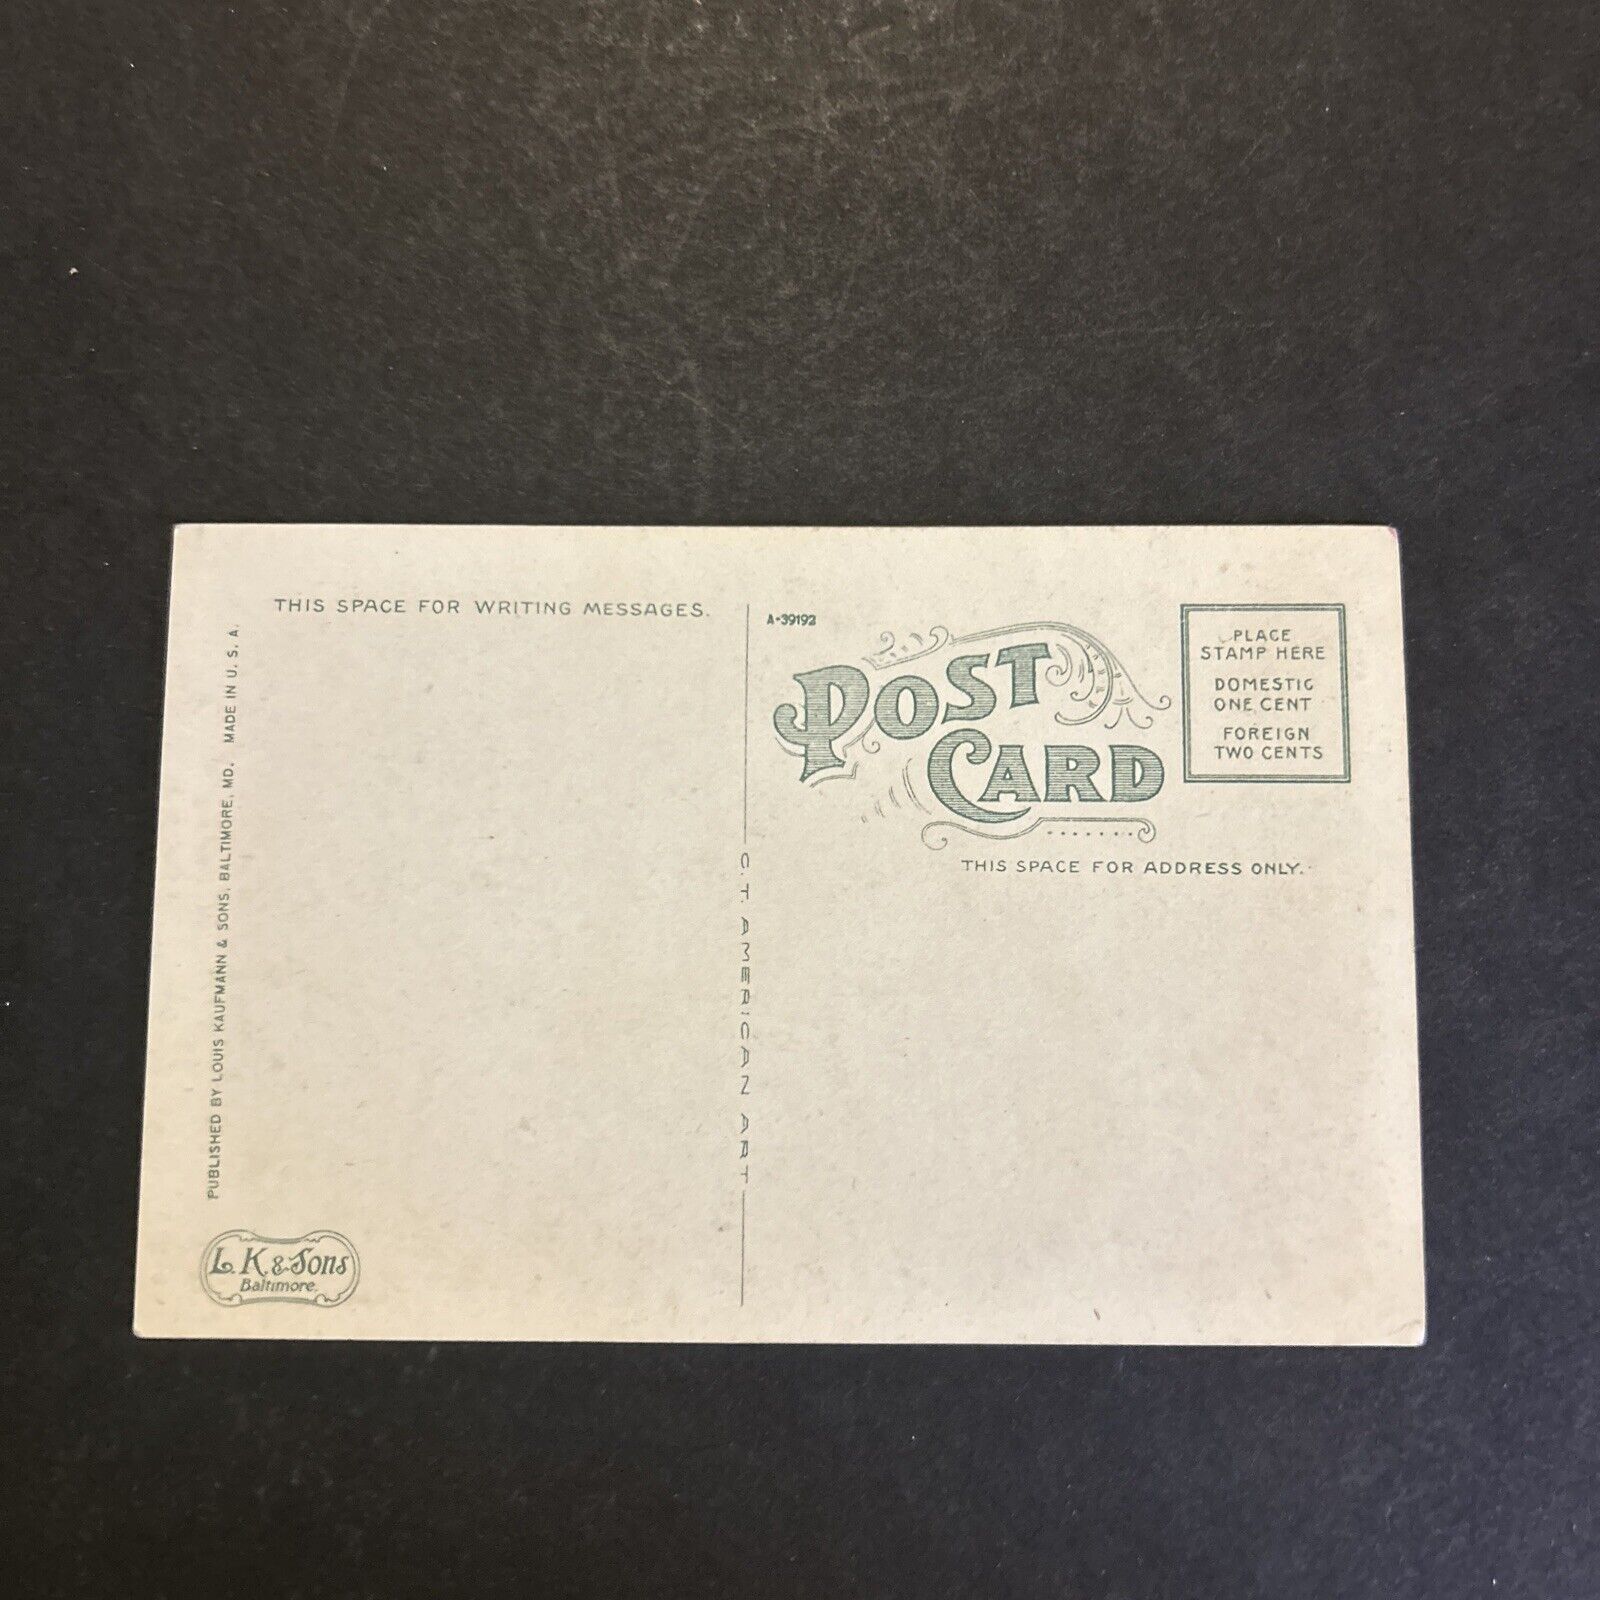 THIS SPACE FOR WRITING MESSAGES.
PUBLISHED BY LOUIS KAUFMANN & SONS, BALTIMORE, MD. MADE IN U. S. A.
L. K. & Sons
Baltimore.
C. T. AMERICAN ART
A-39192
POST
CARD
THIS SPACE FOR ADDRESS ONLY.
PLACE
STAMP HERE
DOMESTIC
ONE CENT
FOREIGN
TWO CENTS